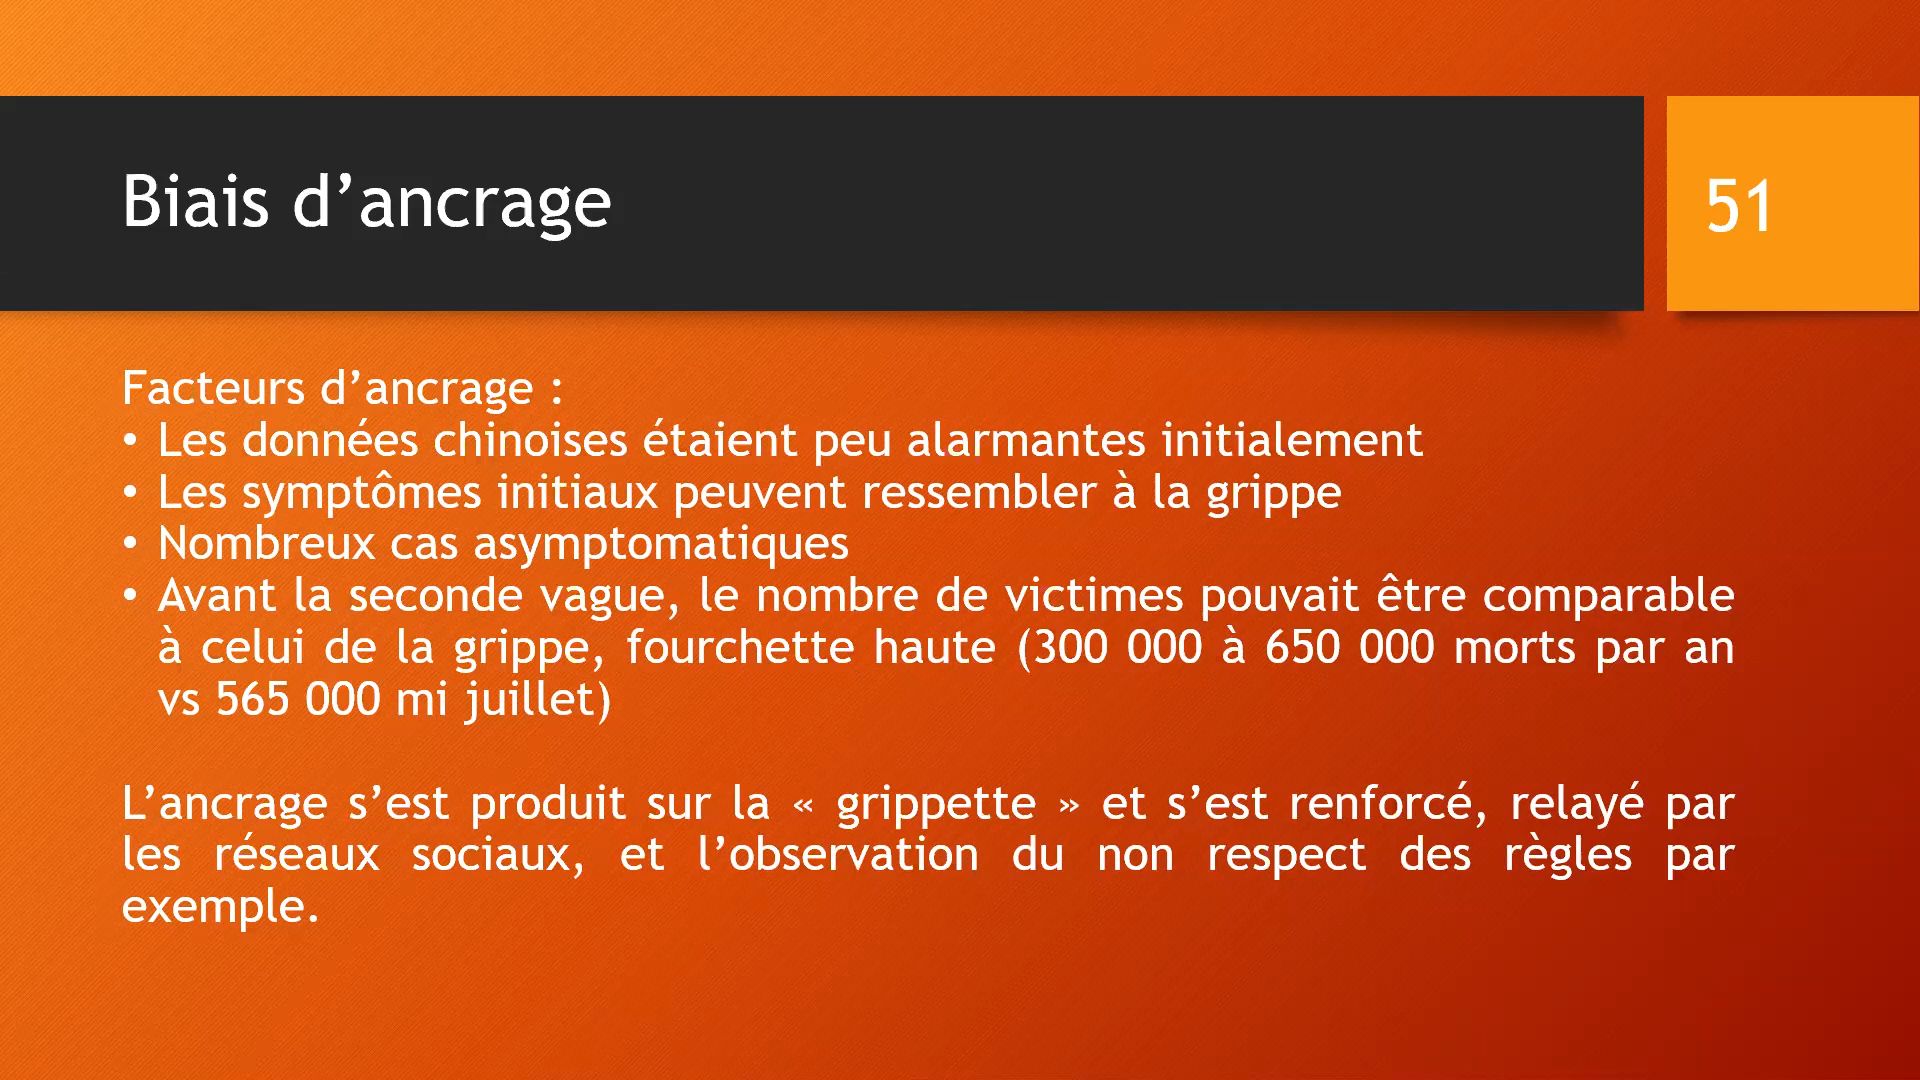 Biais d’ancrage
51
Facteurs d’ancrage :
• Les données chinoises étaient peu alarmantes initialement
• Les symptômes initiaux peuvent ressembler à la grippe
• Nombreux cas asymptomatiques
• Avant la seconde vague, le nombre de victimes pouvait être comparable
à celui de la grippe, fourchette haute (300 000 à 650 000 morts par an
vs 565 000 mi juillet)
L’ancrage s’est produit sur la « grippette » et s’est renforcé, relayé par
les réseaux sociaux, et l’observation du non respect des règles par
exemple.